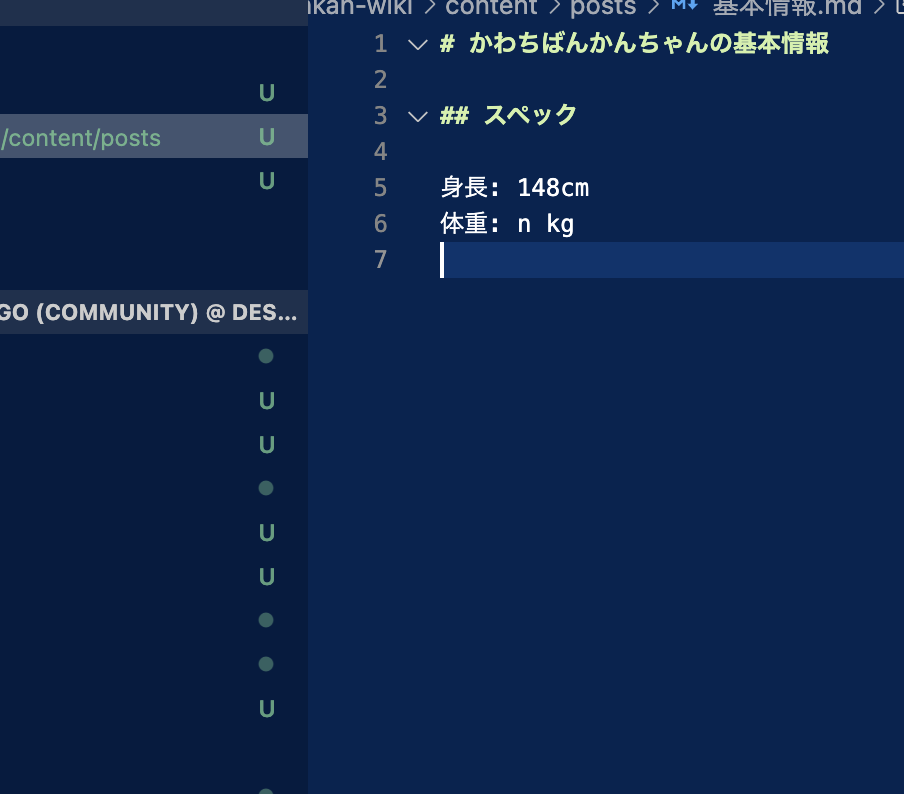 kah-wiki > content > posts > M↓ 基本情報.md >
U
/content/posts U
U
GO (COMMUNITY) @ DES...
U
U
U
U
U
1 # かわちばんかんちゃんの基本情報
2
3 ## スペック
4
5 身長: 148cm
6 体重: n kg
7